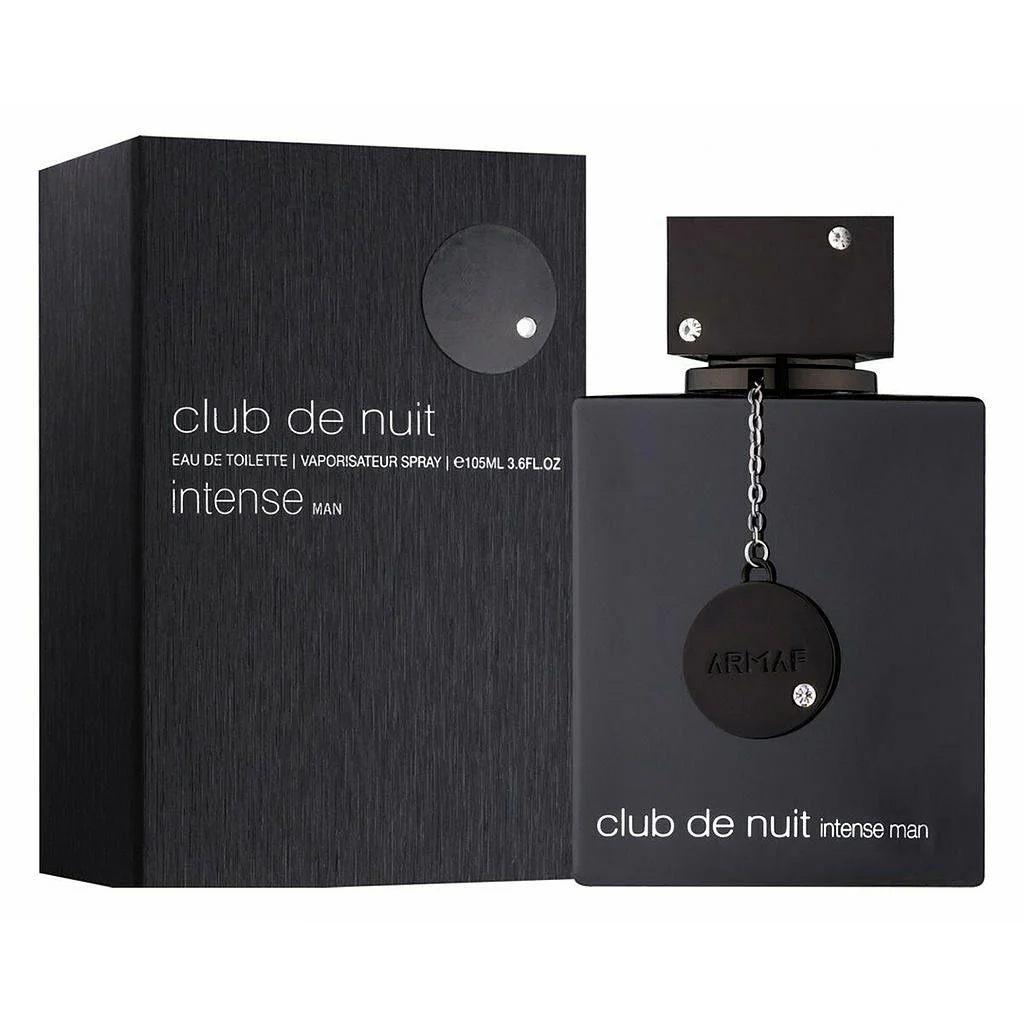 club de nuit
EAU DE TOILETTE | VAPORISATEUR SPRAY | ℮105ML 3.6FL.OZ
intense MAN
ARMAF
club de nuit intense man